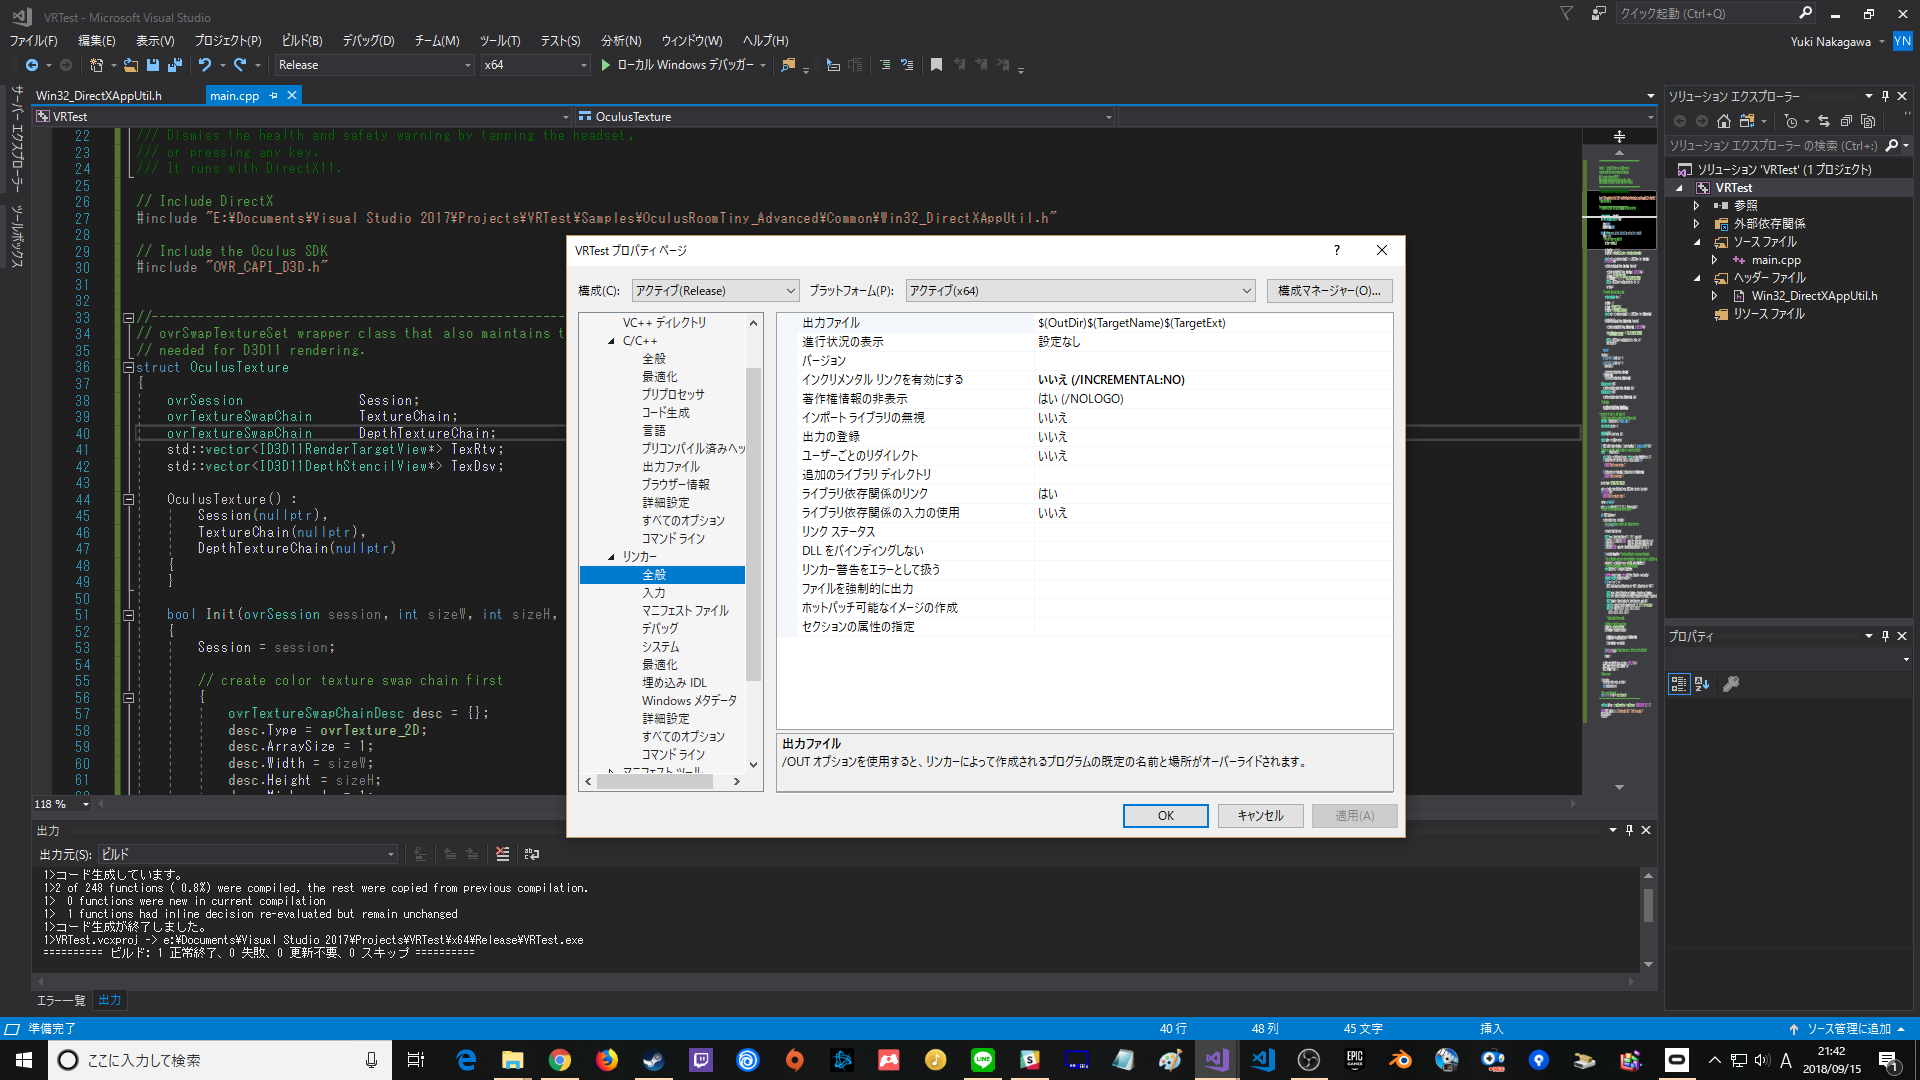 VRTest - Microsoft Visual Studio
クイック起動 (Ctrl+Q)
ファイル(F) 編集(E) 表示(V) プロジェクト(P) ビルド(B) デバッグ(D) チーム(M) ツール(T) テスト(S) 分析(N) ウィンドウ(W) ヘルプ(H)
Yuki Nakagawa YN
Release x64 ローカル Windows デバッガー
サーバー エクスプローラー
ツールボックス
Win32_DirectXAppUtil.h main.cpp
VRTest OculusTexture
22 /// Dismiss the health and safety warning by tapping the headset,
23 /// or pressing any key.
24 /// It runs with DirectX11.
25
26 // Include DirectX
27 #include "E:¥Documents¥Visual Studio 2017¥Projects¥VRTest¥Samples¥OculusRoomTiny_Advanced¥Common¥Win32_DirectXAppUtil.h"
28
29 // Include the Oculus SDK
30 #include "OVR_CAPI_D3D.h"
31
32
33 //------------------------------------------------------
34 // ovrSwapTextureSet wrapper class that also maintains t
35 // needed for D3D11 rendering.
36 struct OculusTexture
37 {
38 ovrSession Session;
39 ovrTextureSwapChain TextureChain;
40 ovrTextureSwapChain DepthTextureChain;
41 std::vector<ID3D11RenderTargetView*> TexRtv;
42 std::vector<ID3D11DepthStencilView*> TexDsv;
43
44 OculusTexture() :
45 Session(nullptr),
46 TextureChain(nullptr),
47 DepthTextureChain(nullptr)
48 {
49 }
50
51 bool Init(ovrSession session, int sizeW, int sizeH,
52 {
53 Session = session;
54
55 // create color texture swap chain first
56 {
57 ovrTextureSwapChainDesc desc = {};
58 desc.Type = ovrTexture_2D;
59 desc.ArraySize = 1;
60 desc.Width = sizeW;
61 desc.Height = sizeH;
118 %
VRTest プロパティ ページ ?
構成(C): アクティブ(Release) プラットフォーム(P): アクティブ(x64) 構成マネージャー(O)...
VC++ ディレクトリ
C/C++
全般
最適化
プリプロセッサ
コード生成
言語
プリコンパイル済みヘッ
出力ファイル
ブラウザー情報
詳細設定
すべてのオプション
コマンド ライン
リンカー
全般
入力
マニフェスト ファイル
デバッグ
システム
最適化
埋め込み IDL
Windows メタデータ
詳細設定
すべてのオプション
コマンド ライン
マニフェスト ツール
出力ファイル $(OutDir)$(TargetName)$(TargetExt)
進行状況の表示 設定なし
バージョン
インクリメンタル リンクを有効にする いいえ (/INCREMENTAL:NO)
著作権情報の非表示 はい (/NOLOGO)
インポート ライブラリの無視 いいえ
出力の登録 いいえ
ユーザーごとのリダイレクト いいえ
追加のライブラリ ディレクトリ
ライブラリ依存関係のリンク はい
ライブラリ依存関係の入力の使用 いいえ
リンク ステータス
DLL をバインディングしない
リンカー警告をエラーとして扱う
ファイルを強制的に出力
ホットパッチ可能なイメージの作成
セクションの属性の指定
出力ファイル
/OUT オプションを使用すると、リンカーによって作成されるプログラムの既定の名前と場所がオーバーライドされます。
OK キャンセル 適用(A)
ソリューション エクスプローラー
ソリューション エクスプローラー の検索 (Ctrl+:)
ソリューション 'VRTest' (1 プロジェクト)
VRTest
参照
外部依存関係
ソース ファイル
main.cpp
ヘッダー ファイル
Win32_DirectXAppUtil.h
リソース ファイル
プロパティ
出力
出力元(S): ビルド
1>コード生成しています。
1>2 of 248 functions ( 0.8%) were compiled, the rest were copied from previous compilation.
1> 0 functions were new in current compilation
1> 1 functions had inline decision re-evaluated but remain unchanged
1>コード生成が終了しました。
1>VRTest.vcxproj -> e:¥Documents¥Visual Studio 2017¥Projects¥VRTest¥x64¥Release¥VRTest.exe
========== ビルド: 1 正常終了、0 失敗、0 更新不要、0 スキップ ==========
エラー一覧 出力
準備完了 40 行 48 列 45 文字 挿入 ソース管理に追加
ここに入力して検索
EPIC GAMES
A
21:42
2018/09/15
1